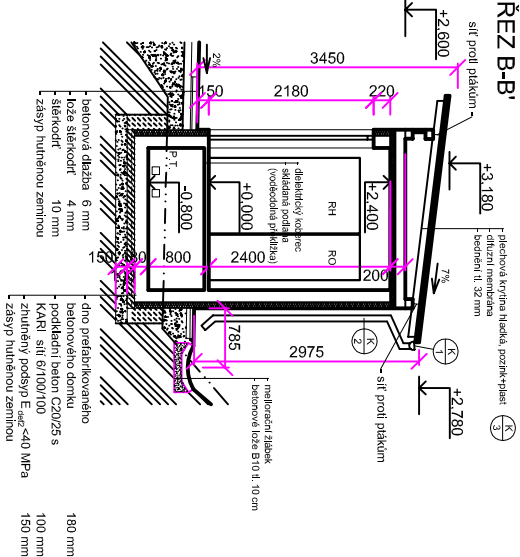 ŘEZ B-B'
síť proti ptákům
+2,600
3450
+3,180
plechová krytina hladká, pozink+plast
difuzní membrána
bednění tl. 32 mm
K
3
2%
150
2180
220
7%
K
1
+2,780
P.T.
-0,800
+0,000
+2,400
dielektrický koberec
skládaná podlaha
(voděodolná překližka)
RH
RO
150
800
2400
200
K
2
síť proti ptákům
785
2975
betonová dlažba 6 mm
lože štěrkodrť 4 mm
štěrkodrť 10 mm
zásyp hutněnou zeminou
meliorační žlábek
betonové lože B10 tl. 10 cm
dno prefabrikovaného
betonového domku 180 mm
podkladní beton C20/25 s
KARI sítí 6/100/100 100 mm
zhutněný podsyp E def2<40 MPa 150 mm
zásyp hutněnou zeminou